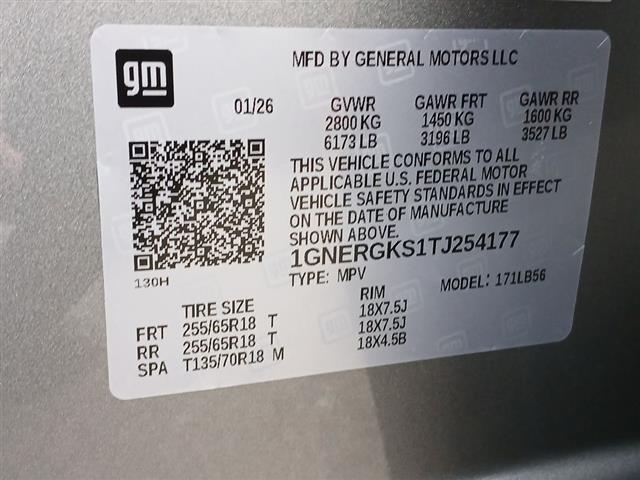 gm
MFD BY GENERAL MOTORS LLC
01/26 GVWR GAWR FRT GAWR RR
2800 KG 1450 KG 1600 KG
6173 LB 3196 LB 3527 LB
THIS VEHICLE CONFORMS TO ALL
APPLICABLE U.S. FEDERAL MOTOR
VEHICLE SAFETY STANDARDS IN EFFECT
ON THE DATE OF MANUFACTURE
SHOWN ABOVE.
1GNERGKS1TJ254177
130H TYPE: MPV MODEL: 171LB56
TIRE SIZE RIM
FRT 255/65R18 T 18X7.5J
RR 255/65R18 T 18X7.5J
SPA T135/70R18 M 18X4.5B